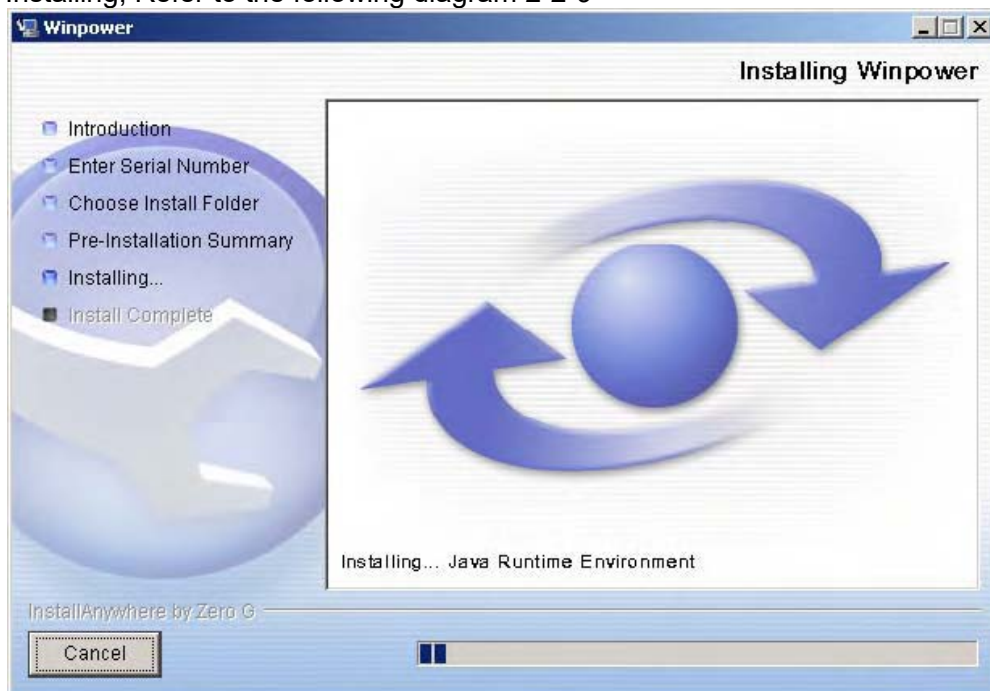 Installing, Refer to the following diagram 2-2-6
Winpower
Installing Winpower
Introduction
Enter Serial Number
Choose Install Folder
Pre-Installation Summary
Installing...
Install Complete
Installing... Java Runtime Environment
InstallAnywhere by Zero G
Cancel